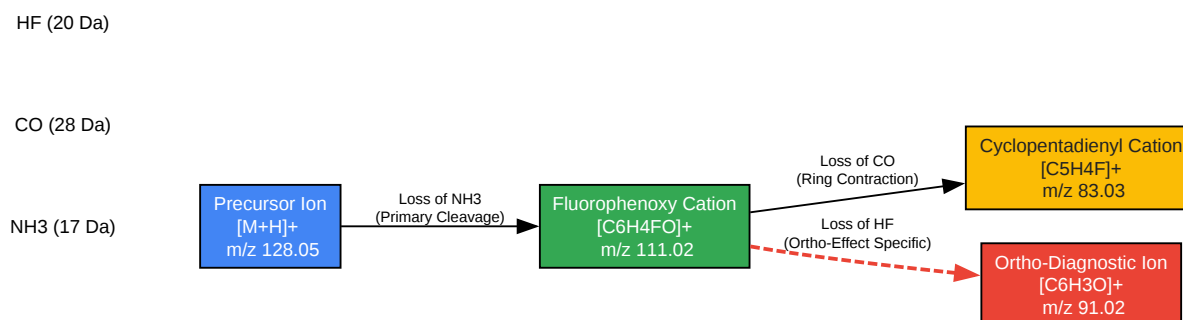 HF (20 Da)
CO (28 Da)
NH3 (17 Da)
Precursor Ion
[M+H]+
m/z 128.05
Loss of NH3
(Primary Cleavage)
Fluorophenoxy Cation
[C6H4FO]+
m/z 111.02
Loss of CO
(Ring Contraction)
Loss of HF
(Ortho-Effect Specific)
Cyclopentadienyl Cation
[C5H4F]+
m/z 83.03
Ortho-Diagnostic Ion
[C6H3O]+
m/z 91.02